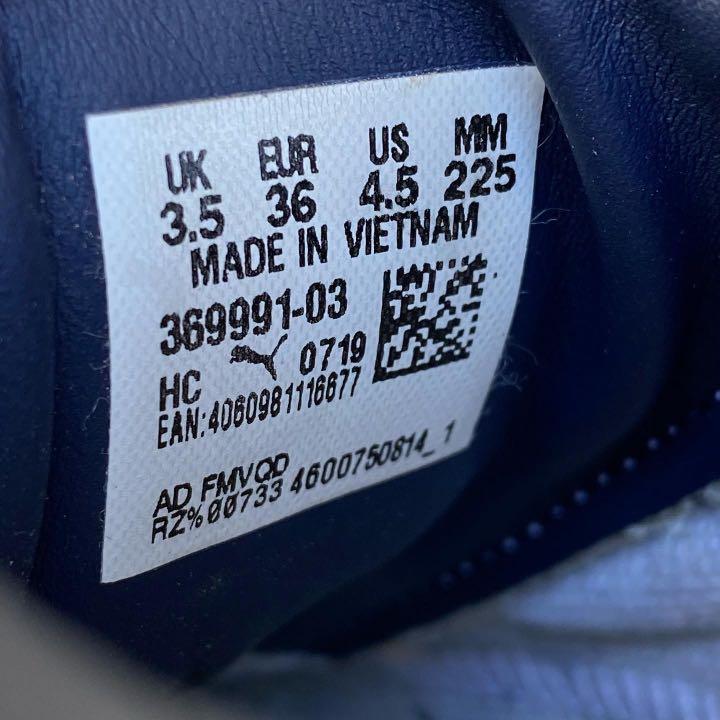 UK EUR US MM
3.5 36 4.5 225
MADE IN VIETNAM
369991-03
HC 0719
EAN:4060981116677
AD FMVQD
RZ%00733 4600750814_1